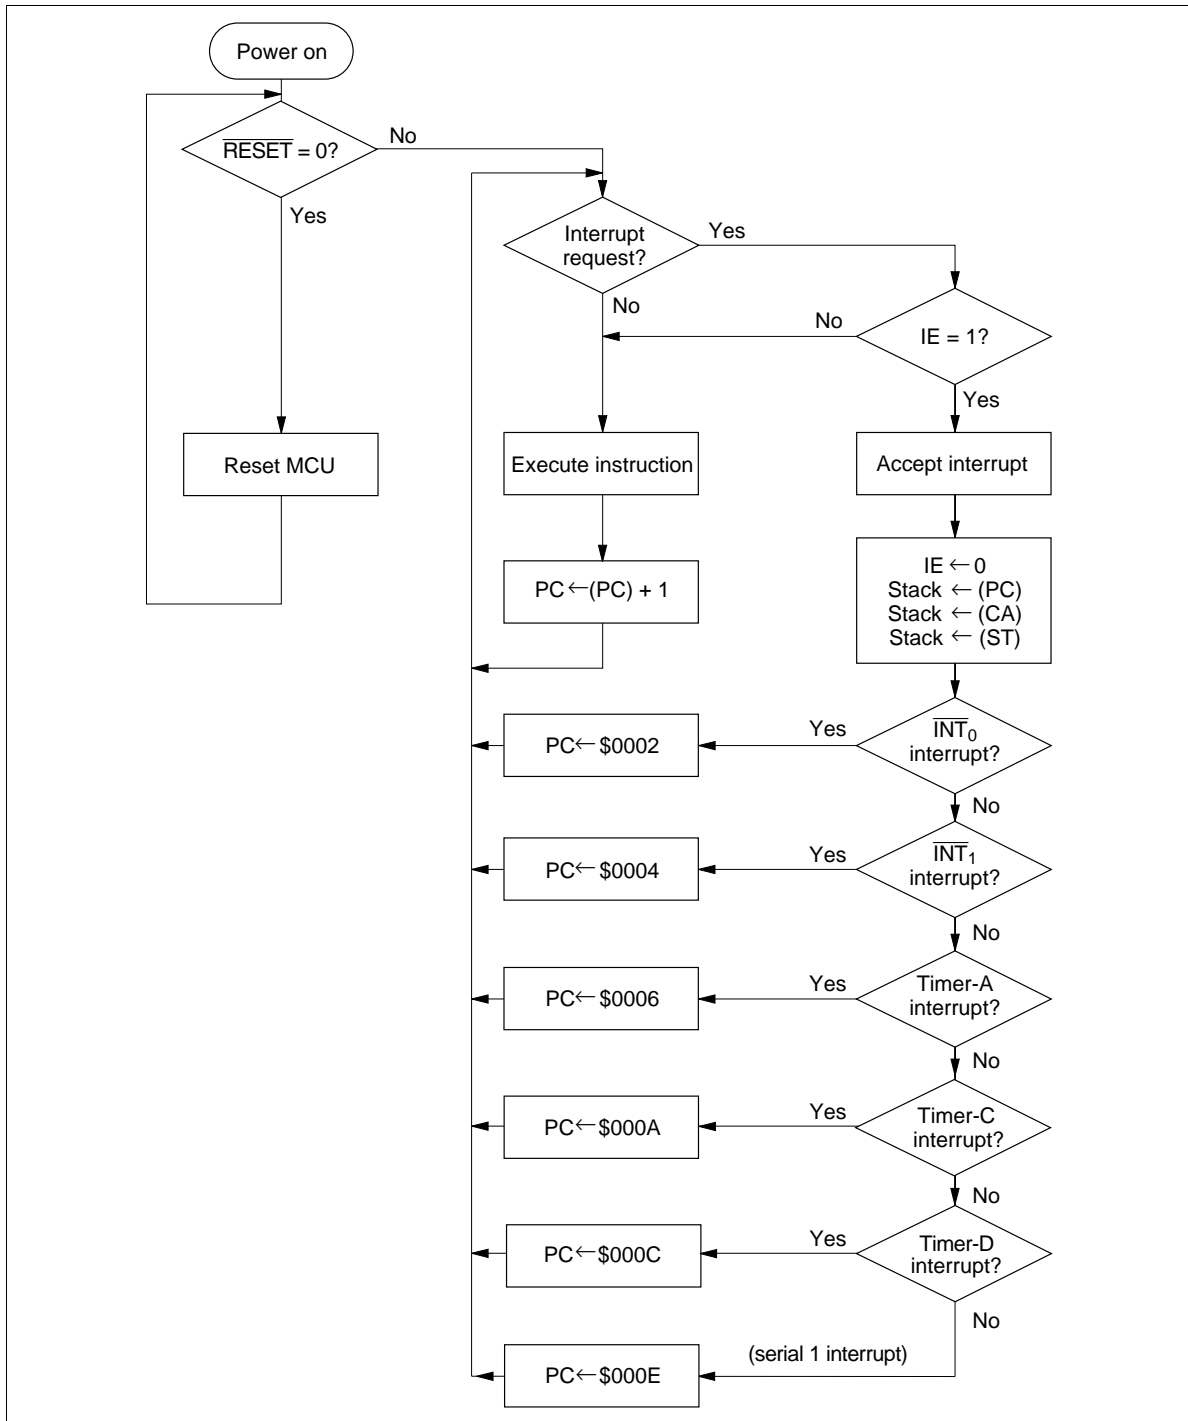 Power on
R̅E̅S̅E̅T̅ = 0?
No
Yes
Interrupt
request?
Yes
No
No
IE = 1?
Yes
Reset MCU
Execute instruction
Accept interrupt
PC ← (PC) + 1
IE ← 0
Stack ← (PC)
Stack ← (CA)
Stack ← (ST)
PC ← $0002
Yes
I̅N̅T̅₀
interrupt?
No
PC ← $0004
Yes
I̅N̅T̅₁
interrupt?
No
PC ← $0006
Yes
Timer-A
interrupt?
No
PC ← $000A
Yes
Timer-C
interrupt?
No
PC ← $000C
Yes
Timer-D
interrupt?
No
PC ← $000E
(serial 1 interrupt)